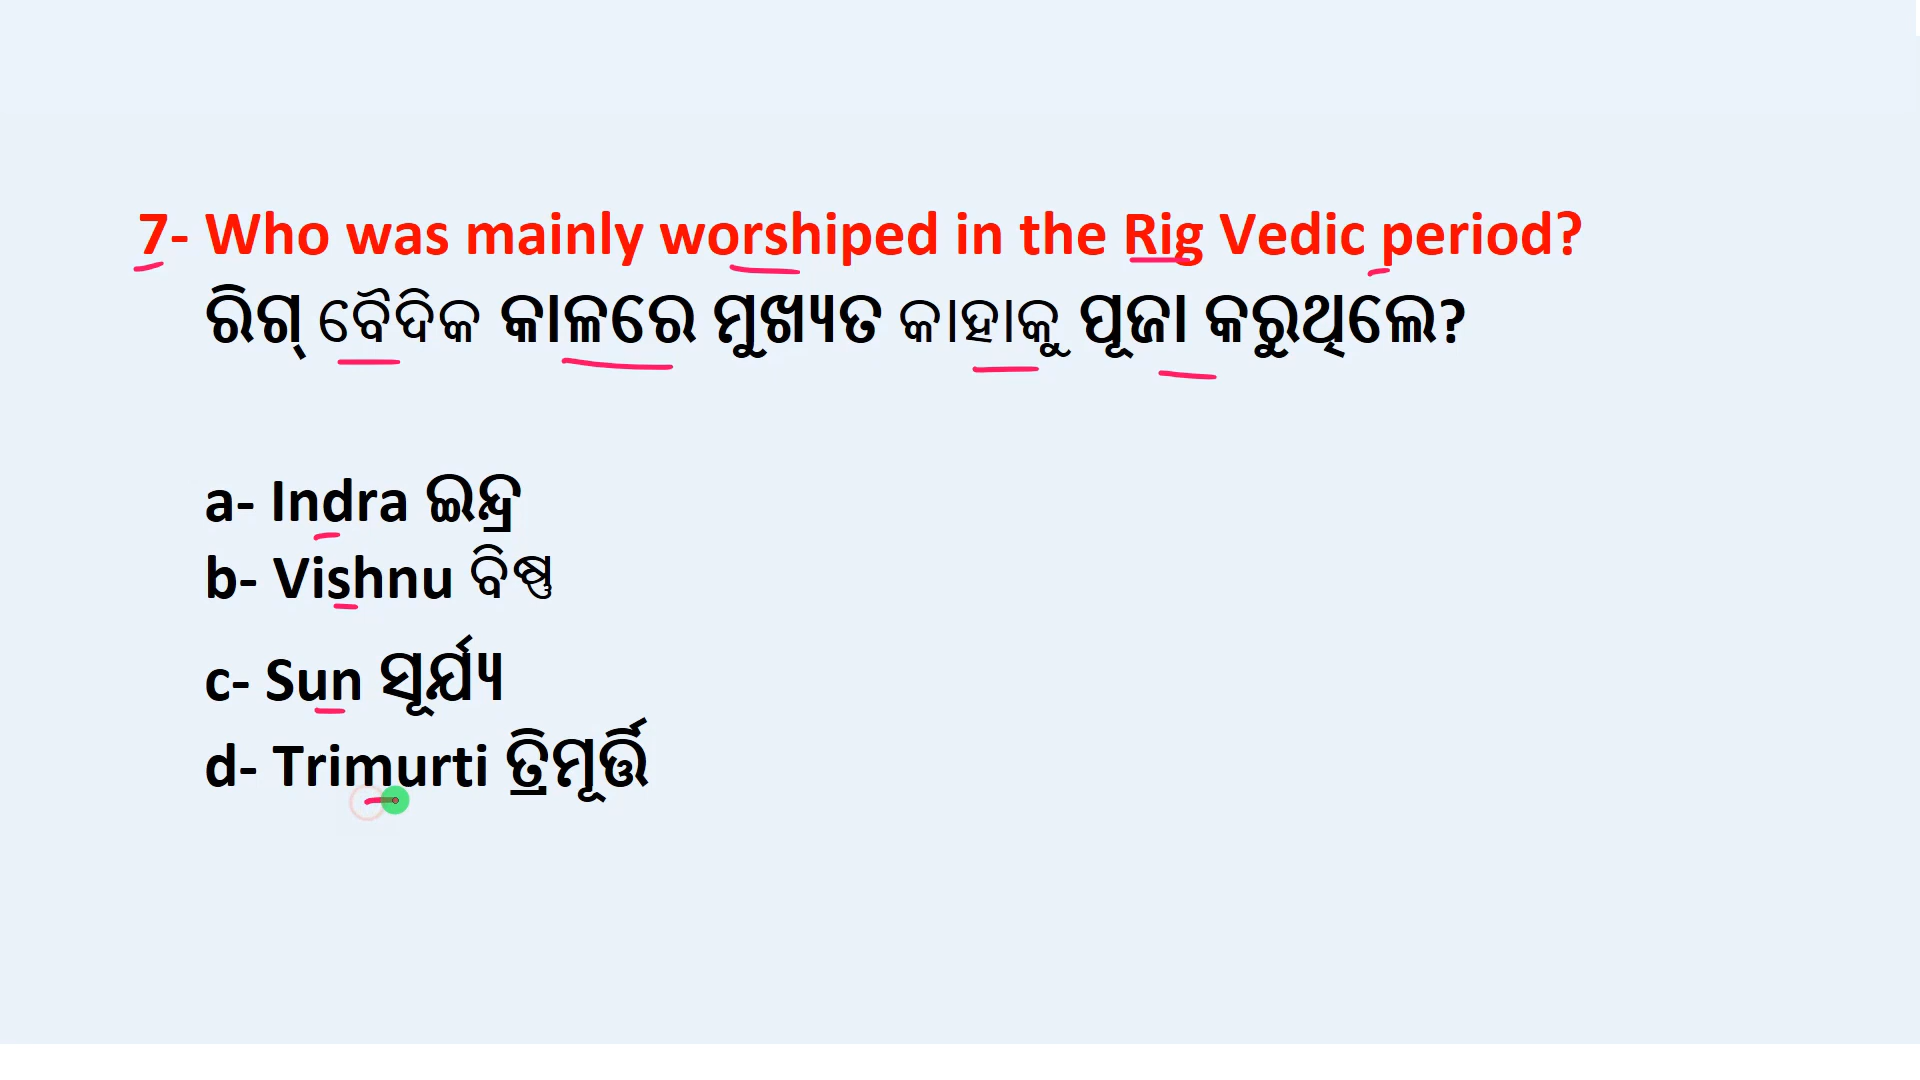 7- Who was mainly worshiped in the Rig Vedic period?
ରିଗ୍ ବୈଦିକ କାଳରେ ମୁଖ୍ୟତ କାହାକୁ ପୂଜା କରୁଥିଲେ?
a- Indra ଇନ୍ଦ୍ର
b- Vishnu ବିଷ୍ଣୁ
c- Sun ସୂର୍ଯ୍ୟ
d- Trimurti ତ୍ରିମୂର୍ତ୍ତି